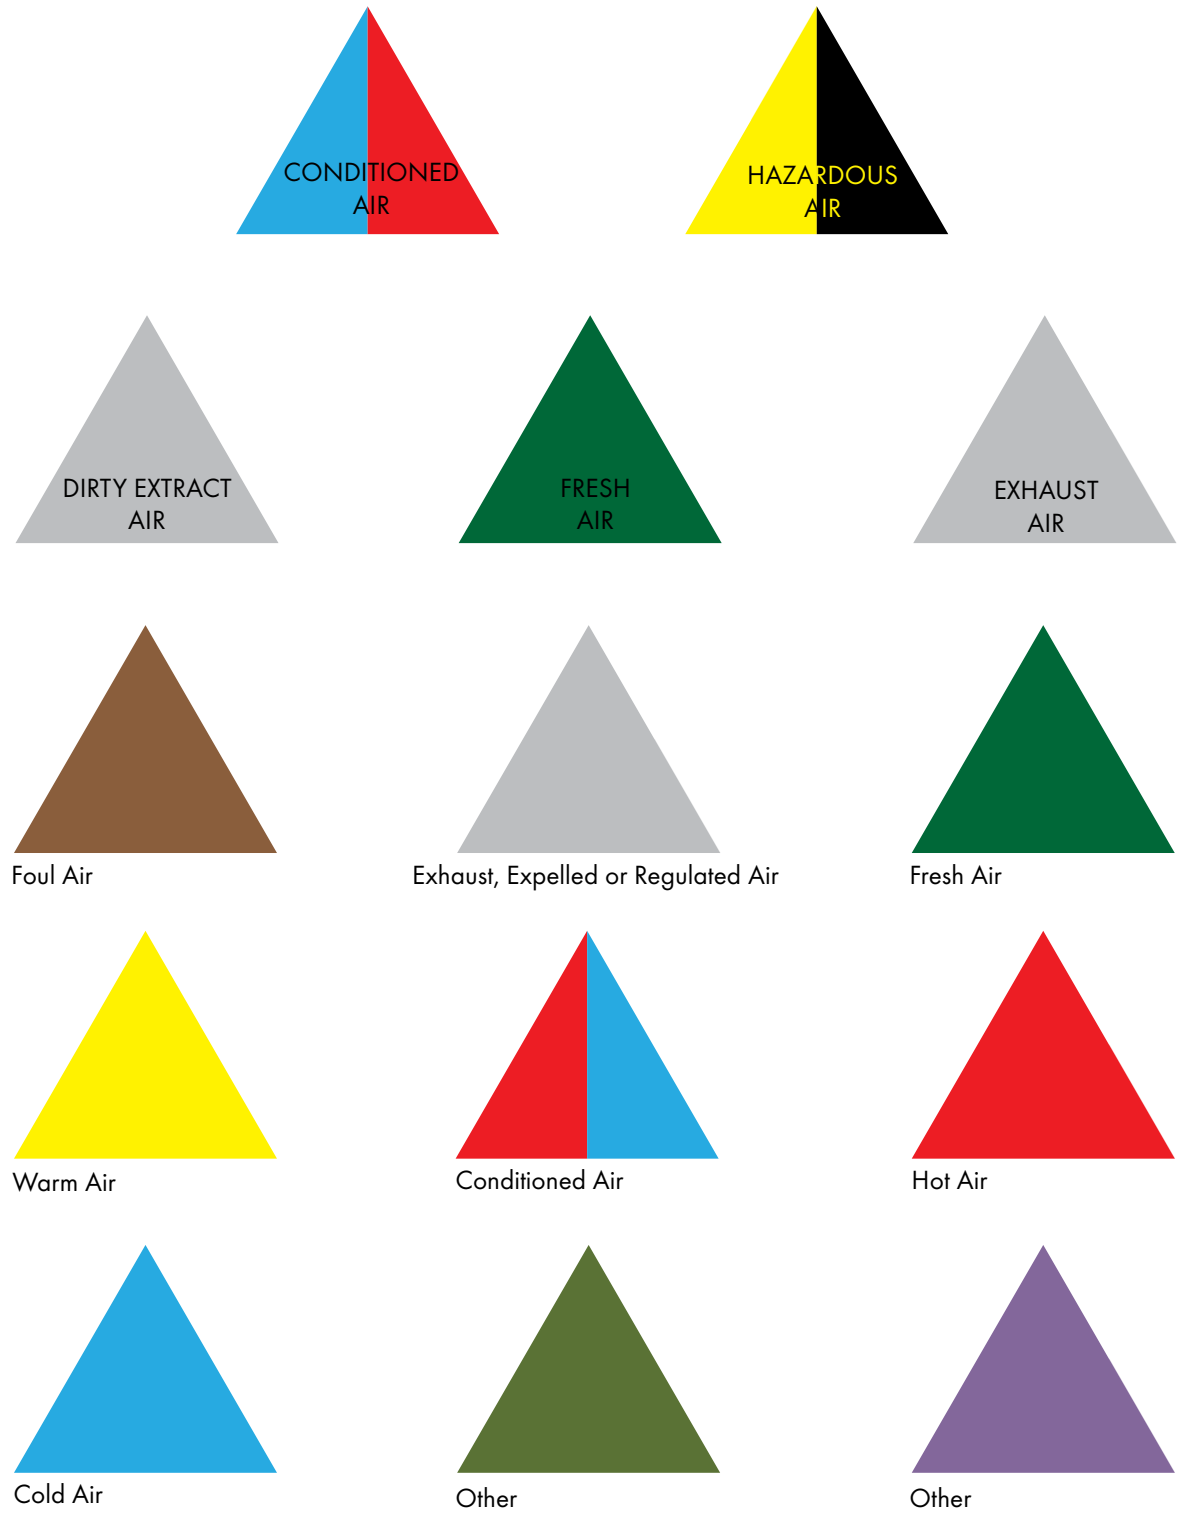 CONDITIONED
AIR
HAZARDOUS
AIR
DIRTY EXTRACT
AIR
FRESH
AIR
EXHAUST
AIR
Foul Air
Exhaust, Expelled or Regulated Air
Fresh Air
Warm Air
Conditioned Air
Hot Air
Cold Air
Other
Other